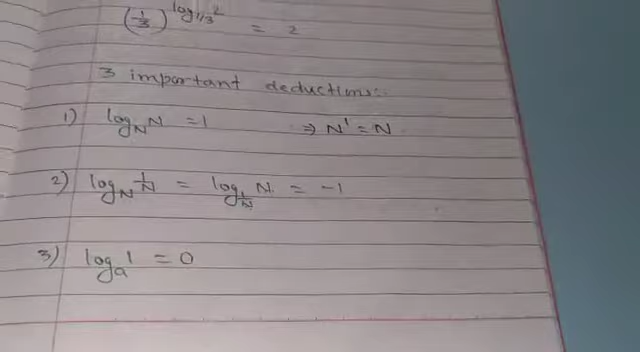 (1/3)^log_{1/3} 2 = 2
3 important deductions:-
1) log_N N = 1 ⇒ N¹ = N
2) log_N 1/N = log_{1/N} N = -1
3) log_a 1 = 0